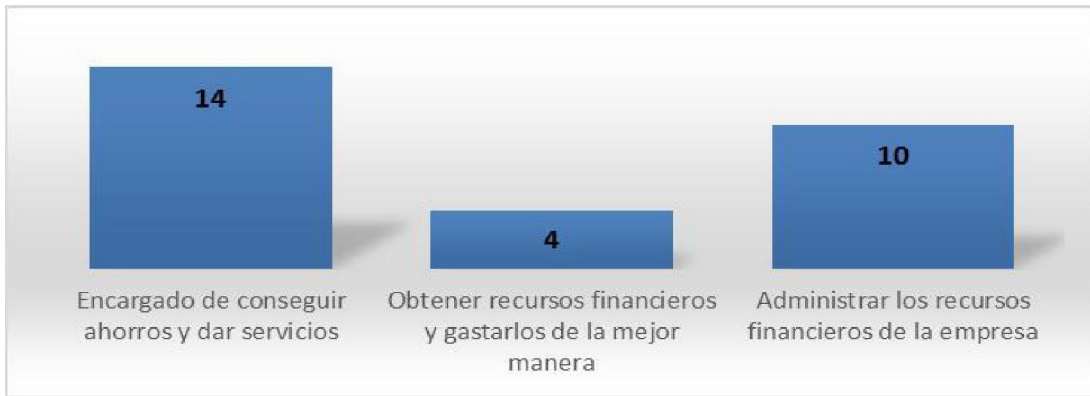 14
4
10
Encargado de conseguir
ahorros y dar servicios
Obtener recursos financieros
y gastarlos de la mejor
manera
Administrar los recursos
financieros de la empresa